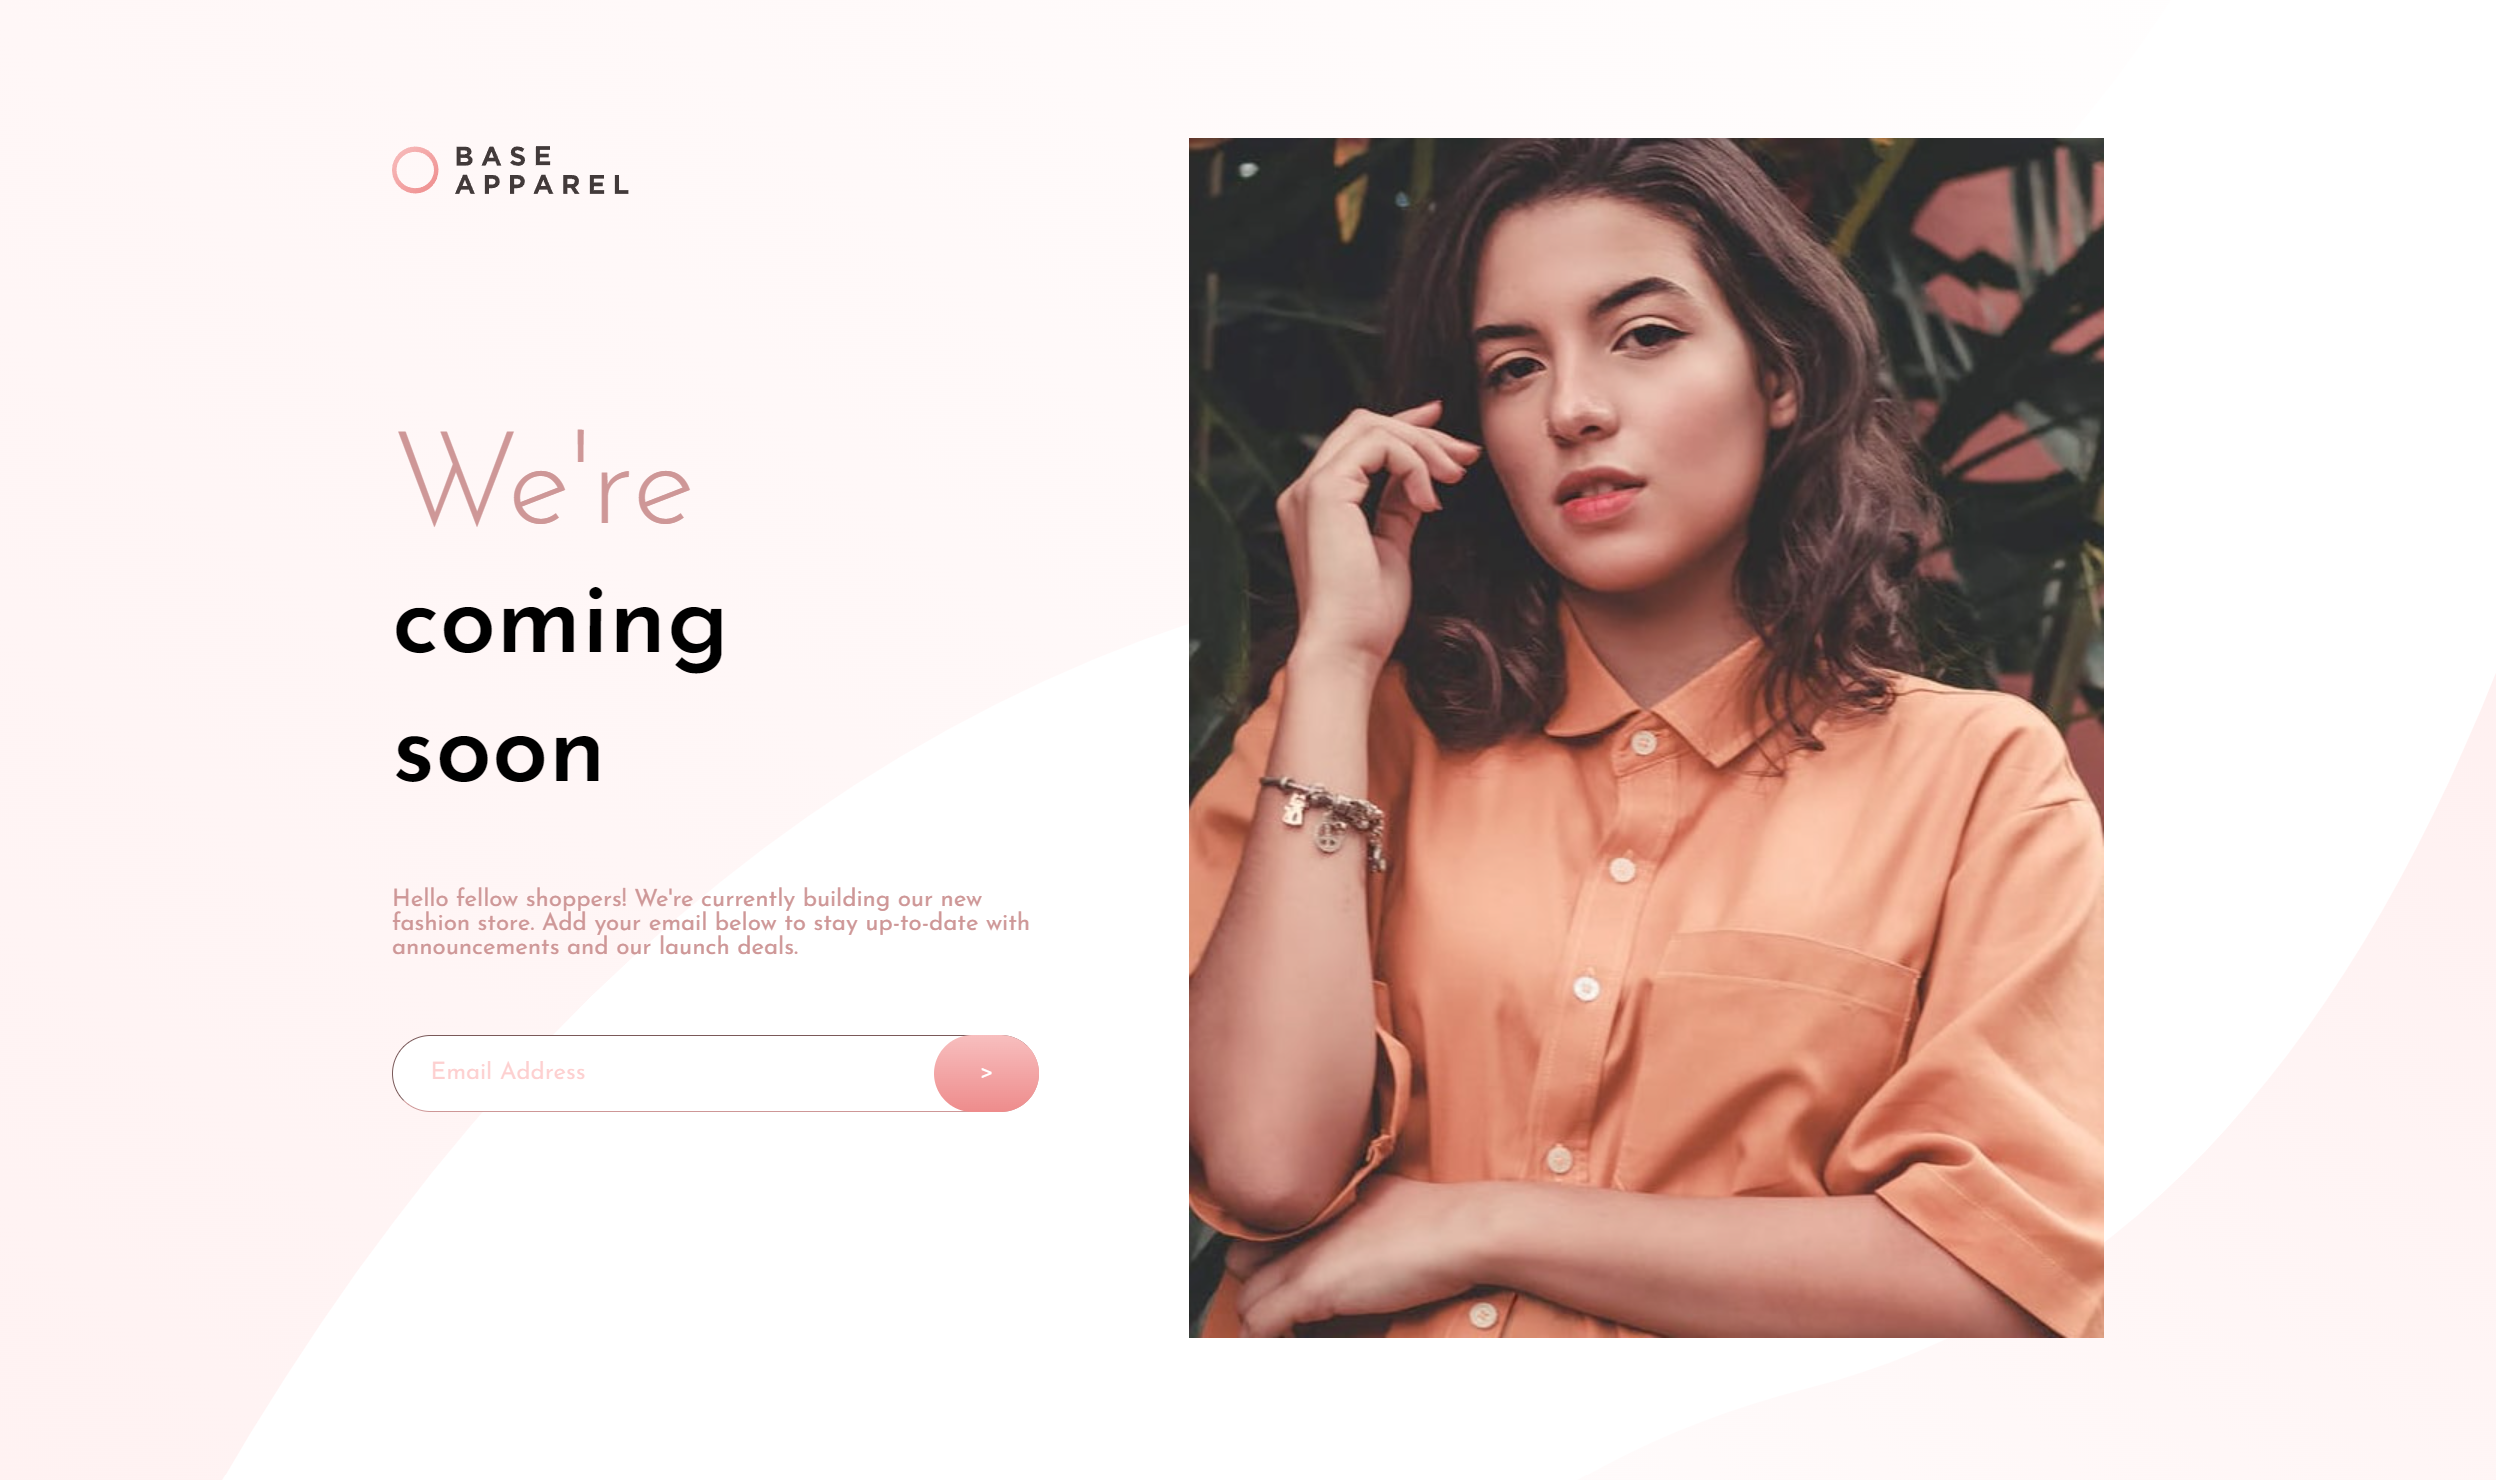 BASE
APPAREL
We're
coming
soon
Hello fellow shoppers! We're currently building our new
fashion store. Add your email below to stay up-to-date with
announcements and our launch deals.
Email Address
>